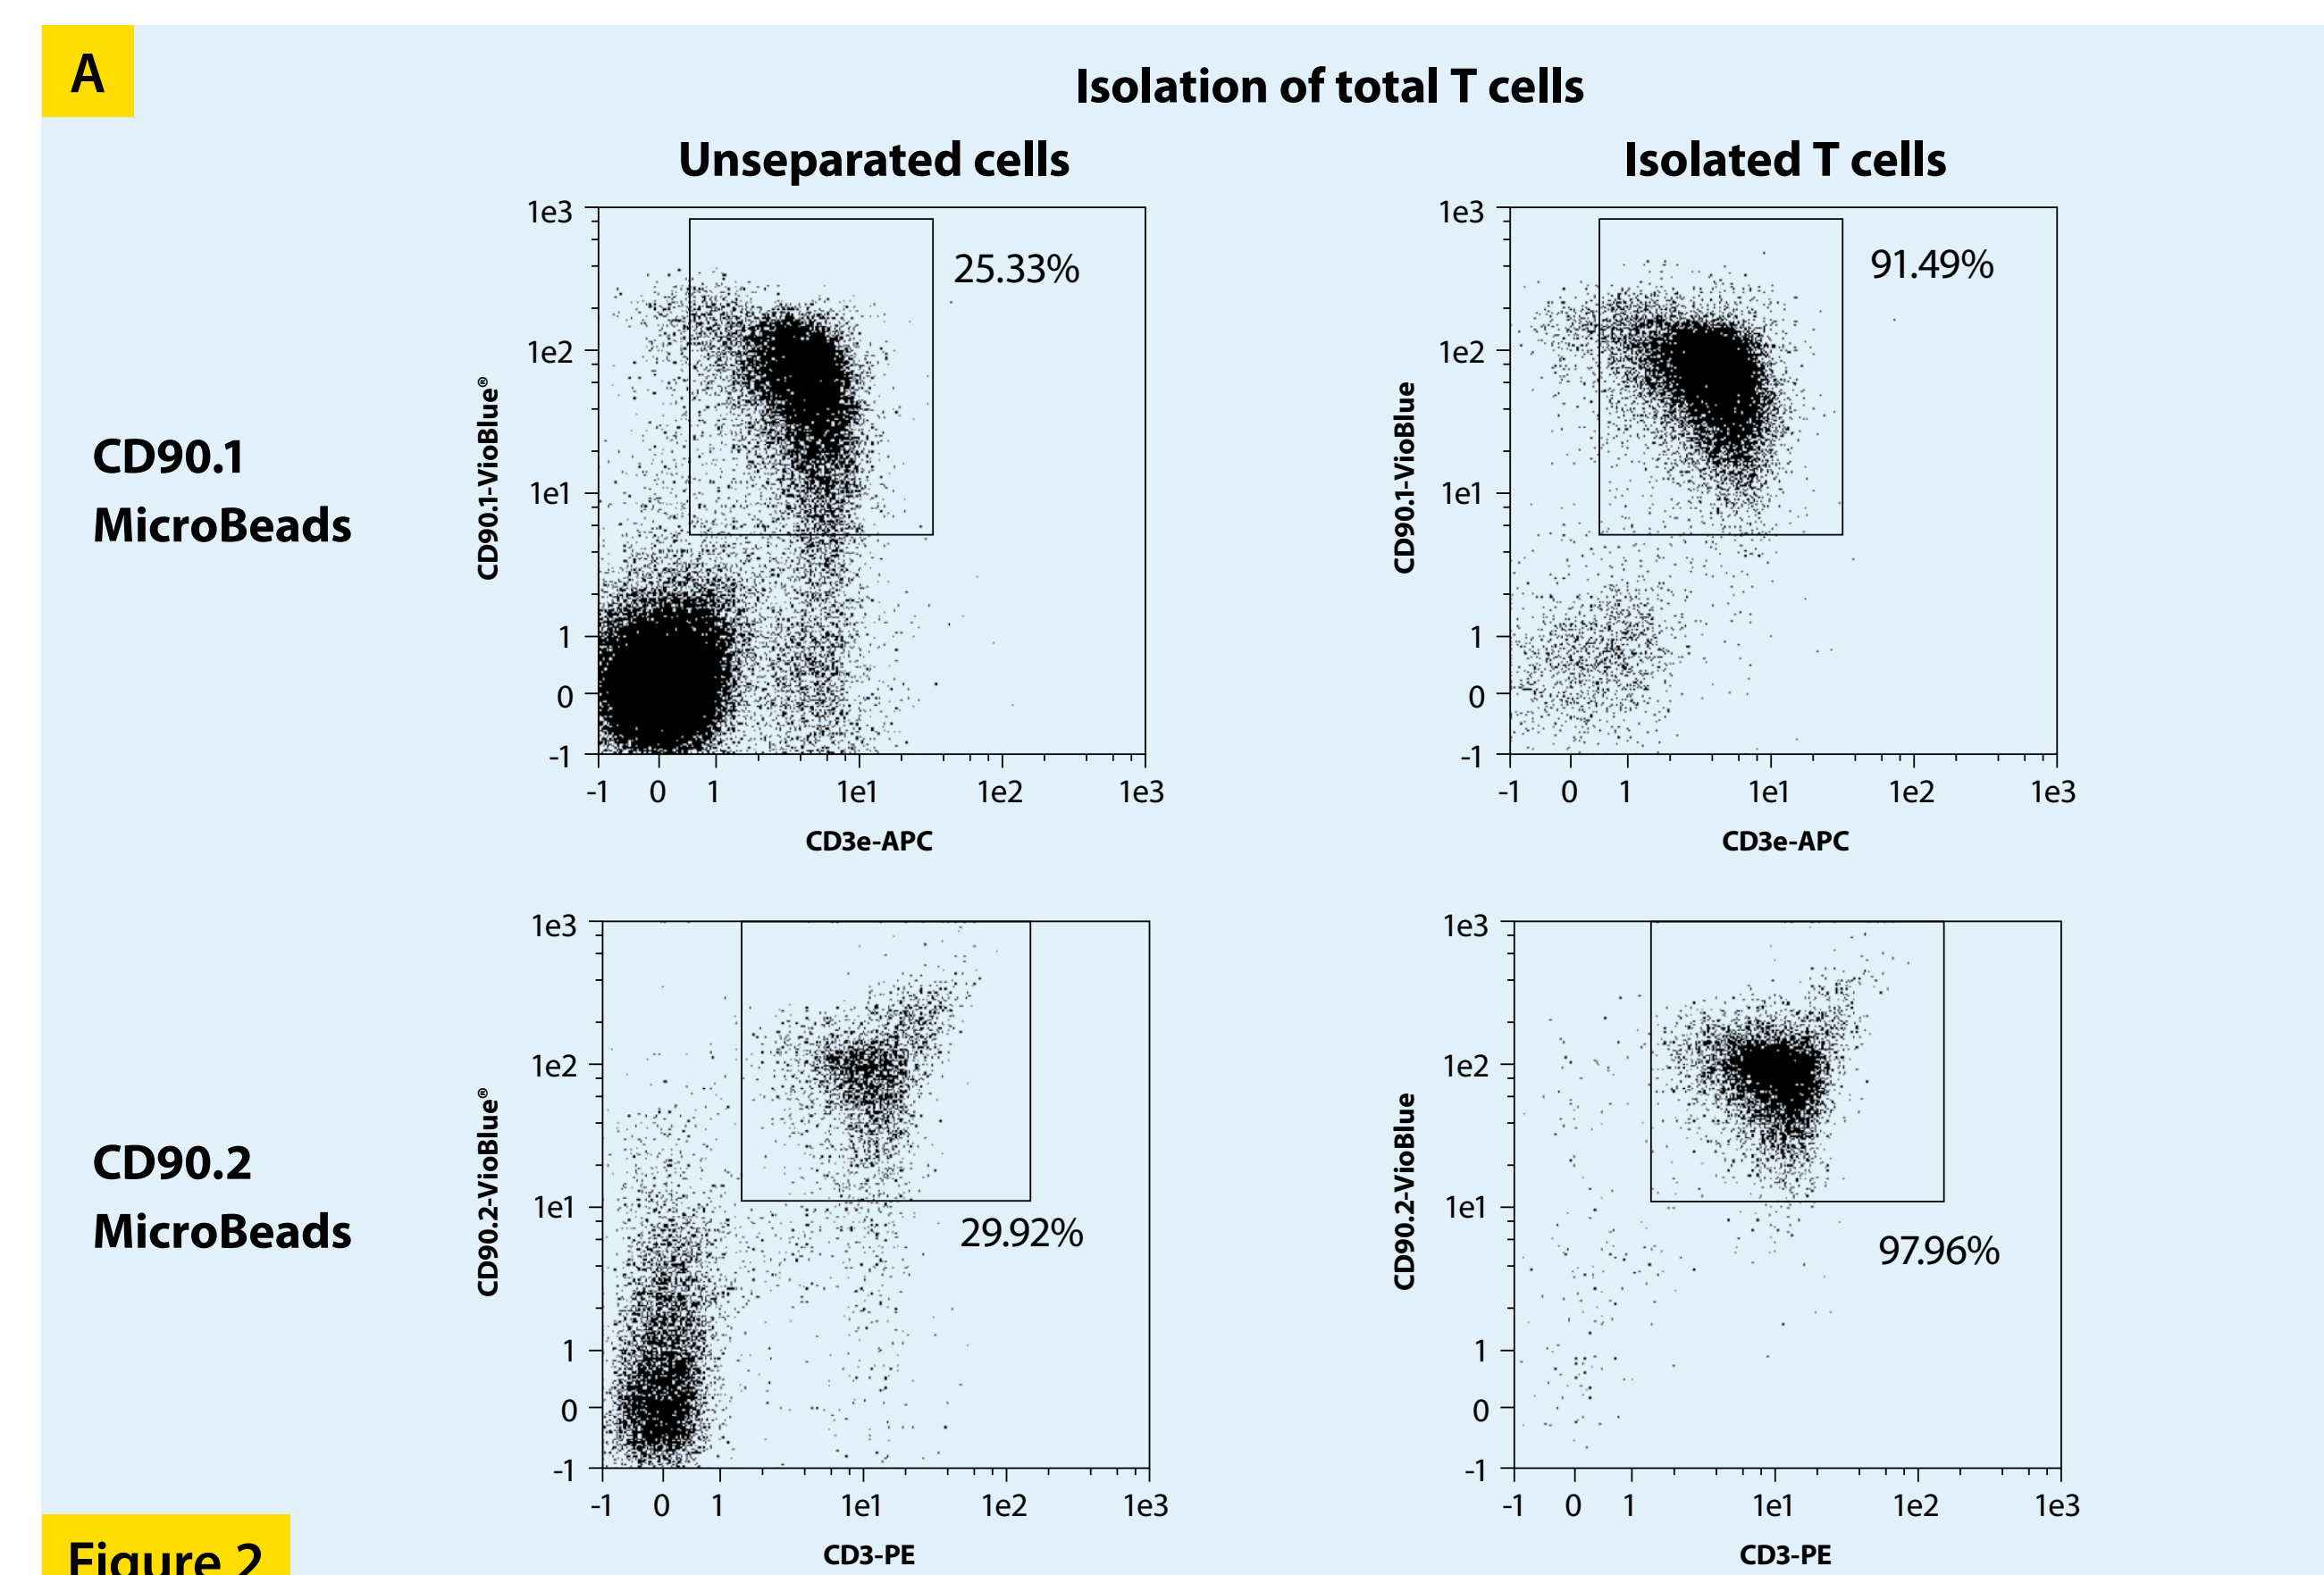 A
Isolation of total T cells
Unseparated cells
Isolated T cells
CD90.1
MicroBeads
CD90.1-VioBlue®
1e3
1e2
1e1
1
0
-1
25.33%
-1 0 1 1e1 1e2 1e3
CD3e-APC
CD90.1-VioBlue
1e3
1e2
1e1
1
0
-1
91.49%
-1 0 1 1e1 1e2 1e3
CD3e-APC
CD90.2
MicroBeads
CD90.2-VioBlue®
1e3
1e2
1e1
1
0
-1
29.92%
-1 0 1 1e1 1e2 1e3
CD3-PE
CD90.2-VioBlue
1e3
1e2
1e1
1
0
-1
97.96%
-1 0 1 1e1 1e2 1e3
CD3-PE
Figure 2